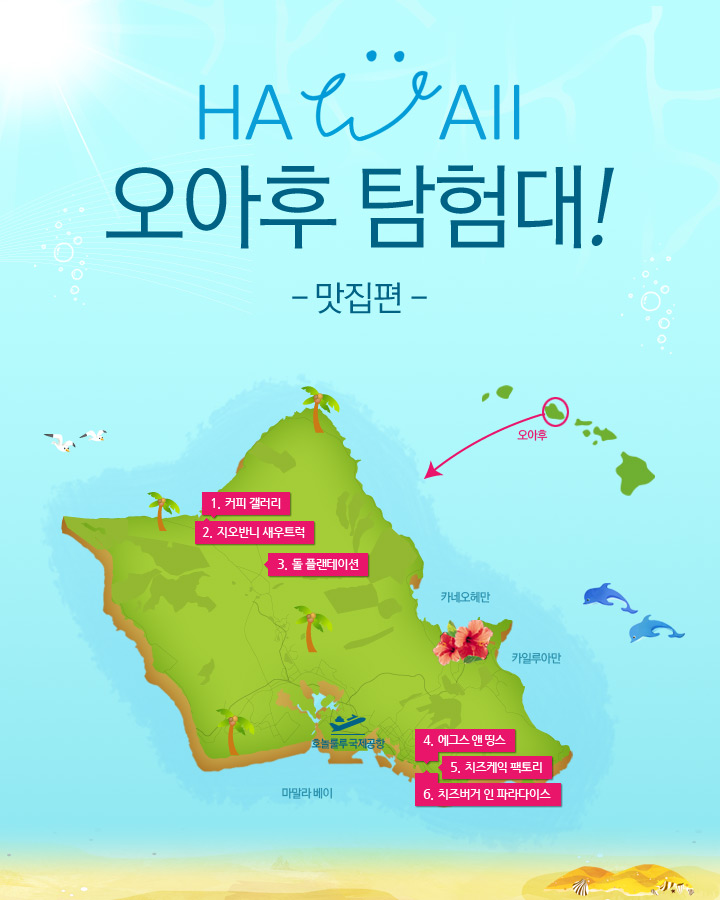 HAWAII
오아후 탐험대!
– 맛집편 –
오아후
1. 커피 갤러리
2. 지오반니 새우트럭
3. 돌 플랜테이션
카네오헤만
카일루아만
호놀룰루 국제공항
4. 에그스 앤 띵스
5. 치즈케익 팩토리
6. 치즈버거 인 파라다이스
마말라 베이